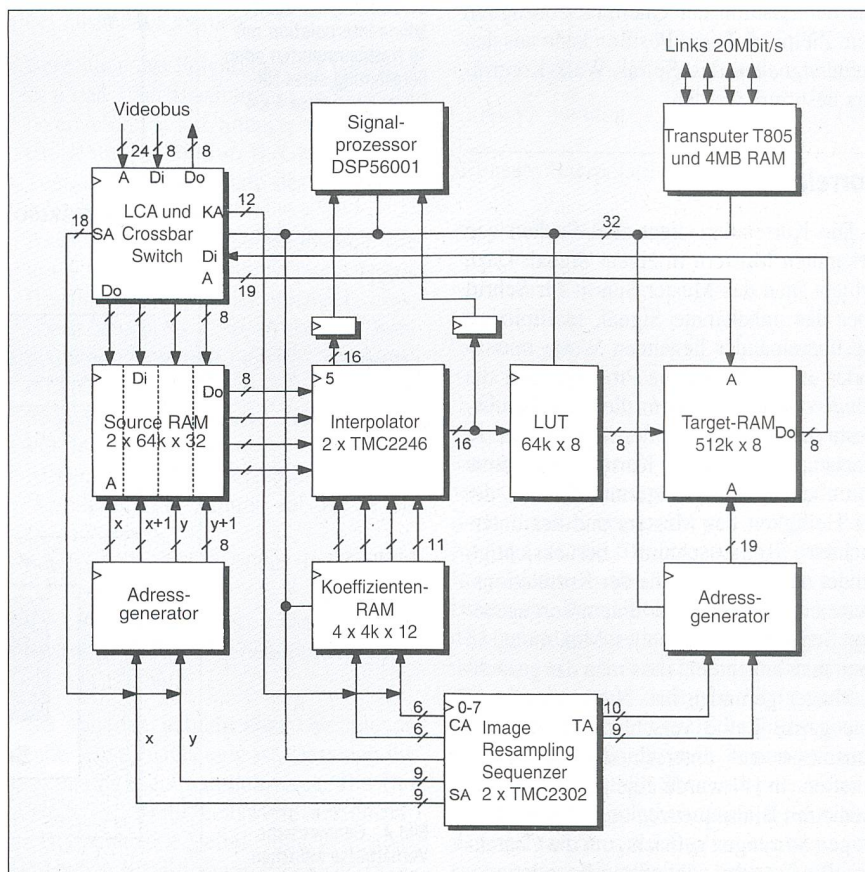 Links 20Mbit/s
Videobus
24
8
8
A
Di
Do
Signal-
prozessor
DSP56001
Transputer T805
und 4MB RAM
18
SA
LCA und
Crossbar
Switch
KA
12
Di
A
19
32
Do
8
16
Di
Do
8
Source RAM
2 x 64k x 32
A
5
Interpolator
2 x TMC2246
16
LUT
64k x 8
8
A
Target-RAM
512k x 8
Do
8
A
x
x+1
y
y+1
8
11
19
Adress-
generator
Koeffizienten-
RAM
4 x 4k x 12
Adress-
generator
x
y
6
6
9
9
0-7
CA
SA
Image
Resampling
Sequenzer
2 x TMC2302
TA
10
9